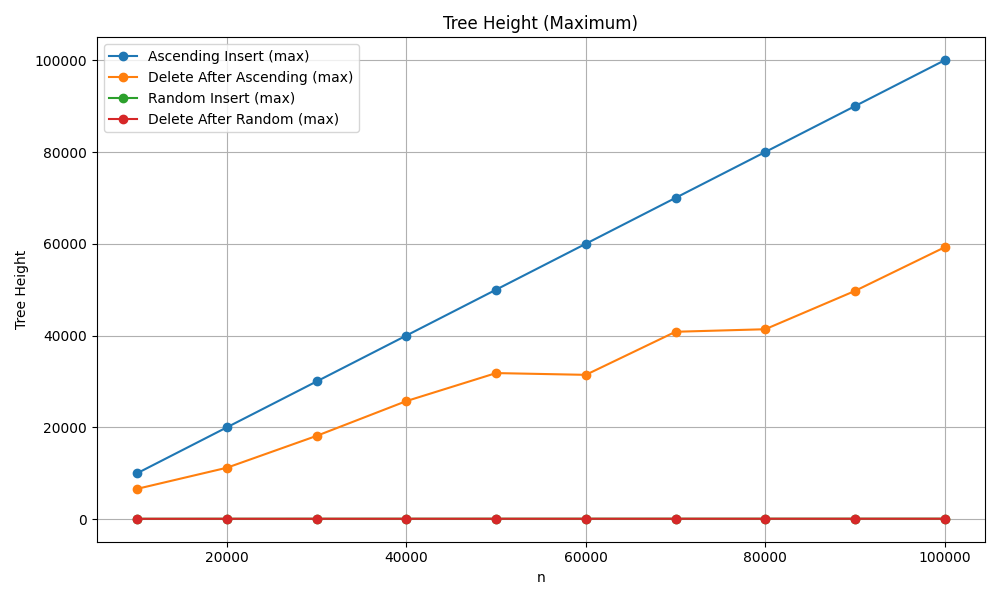 Tree Height (Maximum)
Ascending Insert (max)
Delete After Ascending (max)
Random Insert (max)
Delete After Random (max)
Tree Height
100000
80000
60000
40000
20000
0
20000 40000 60000 80000 100000
n